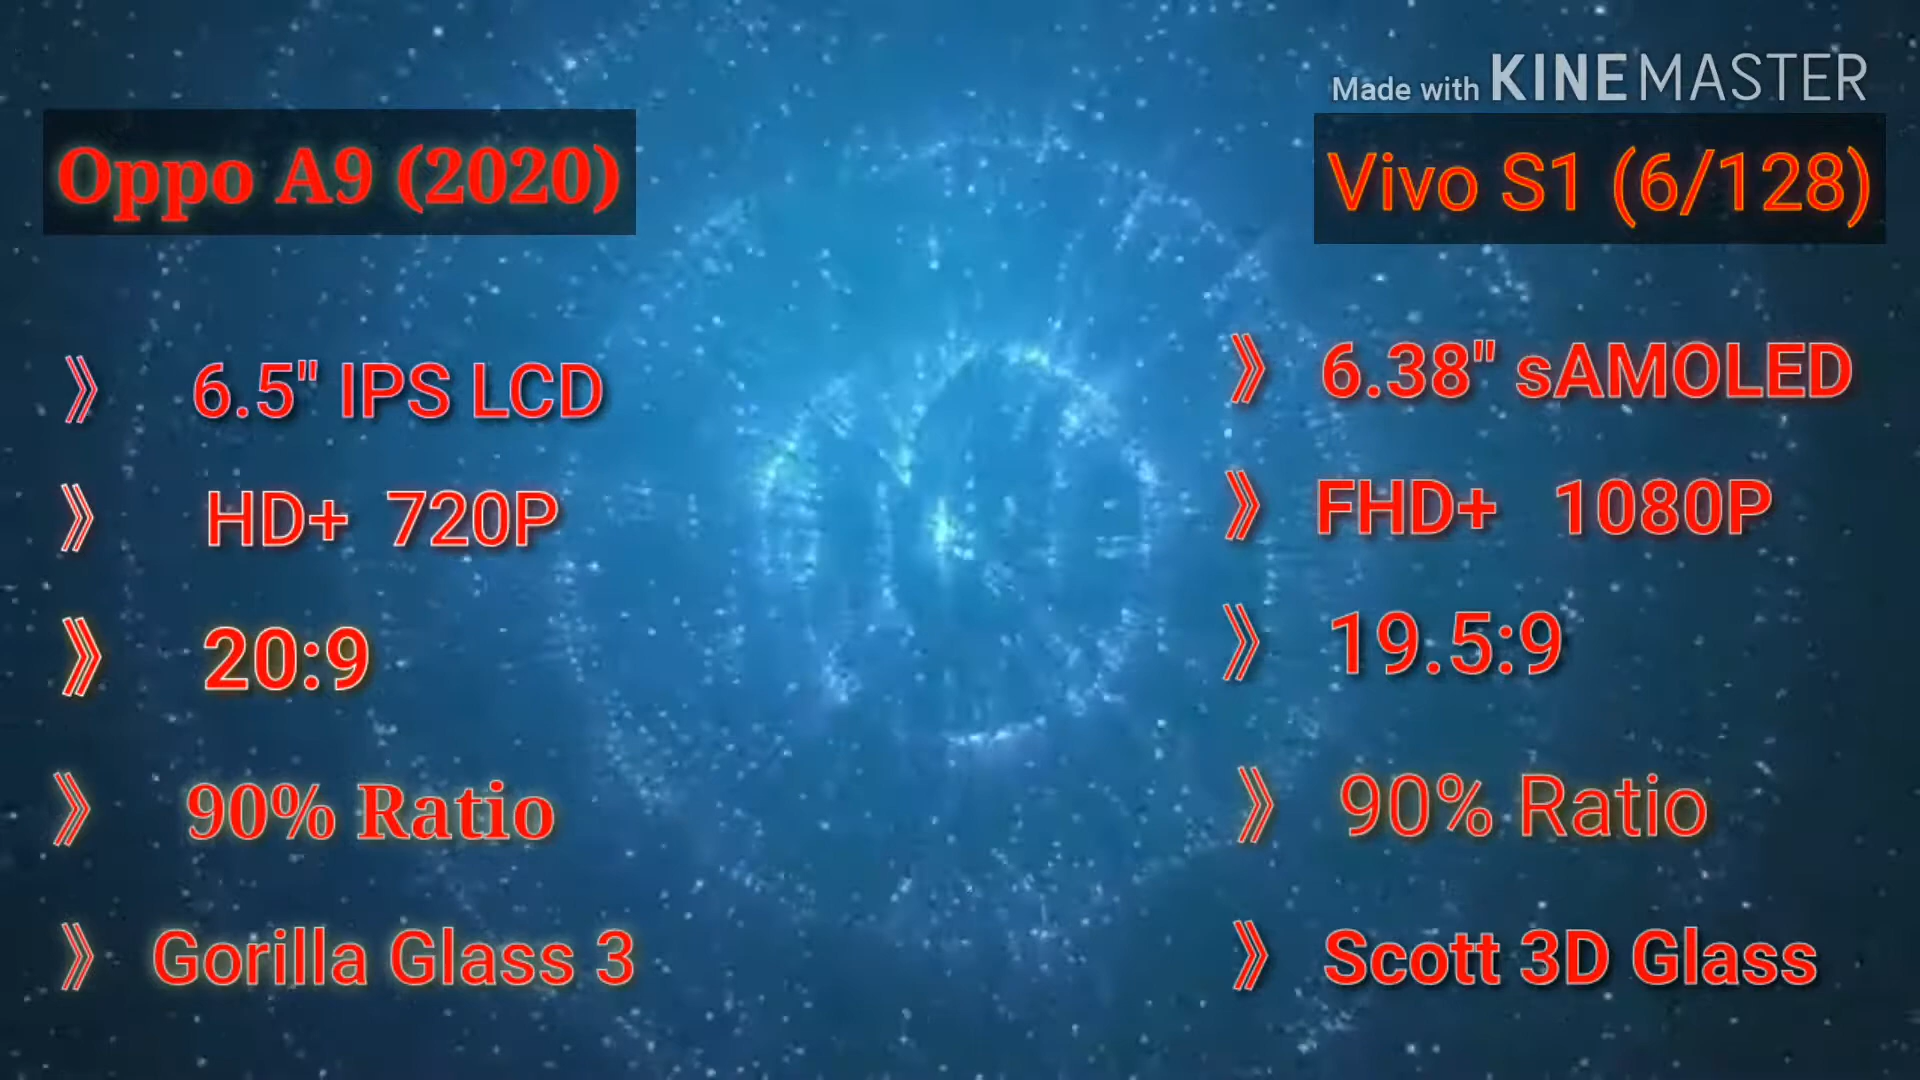 Made with KINEMASTER
Oppo A9 (2020)
Vivo S1 (6/128)
》 6.5" IPS LCD
》 6.38" sAMOLED
》 HD+ 720P
》 FHD+ 1080P
》 20:9
》 19.5:9
》 90% Ratio
》 90% Ratio
》 Gorilla Glass 3
》 Scott 3D Glass